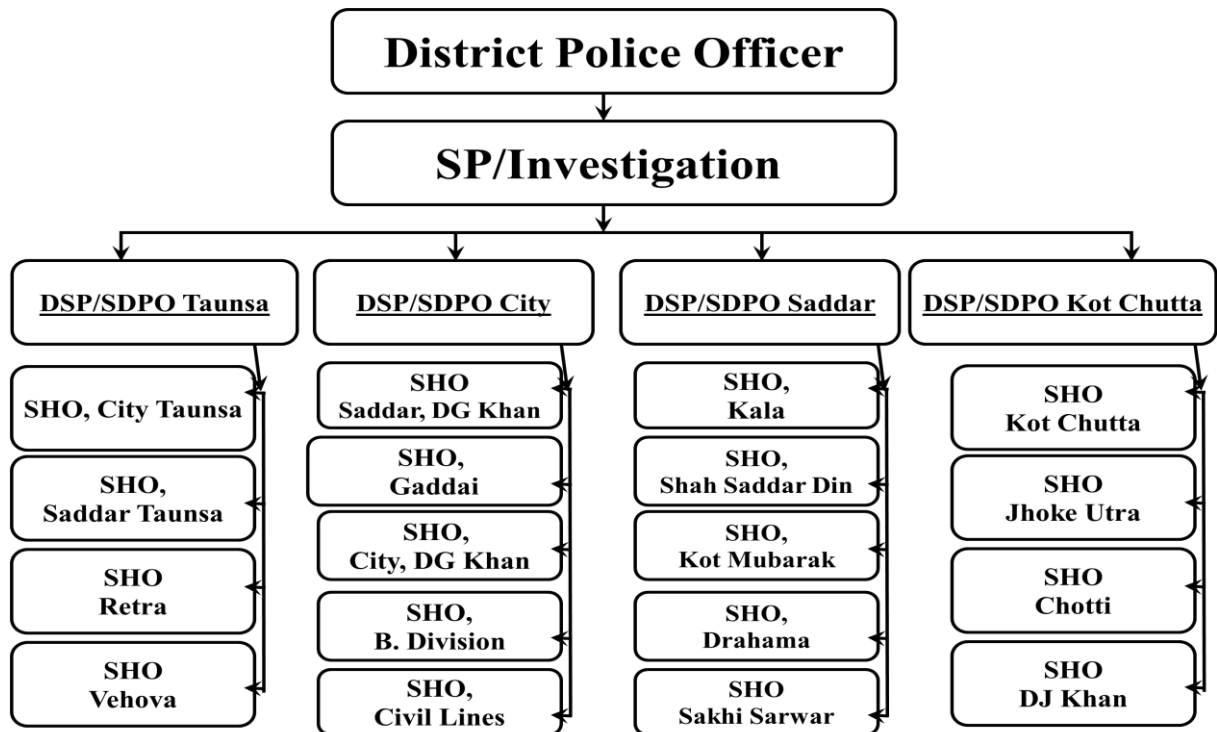 District Police Officer
SP/Investigation
DSP/SDPO Taunsa
DSP/SDPO City
DSP/SDPO Saddar
DSP/SDPO Kot Chutta
SHO, City Taunsa
SHO,
Saddar Taunsa
SHO
Retra
SHO
Vehova
SHO
Saddar, DG Khan
SHO,
Gaddai
SHO,
City, DG Khan
SHO,
B. Division
SHO,
Civil Lines
SHO,
Kala
SHO,
Shah Saddar Din
SHO,
Kot Mubarak
SHO,
Drahama
SHO
Sakhi Sarwar
SHO
Kot Chutta
SHO
Jhoke Utra
SHO
Chotti
SHO
DJ Khan